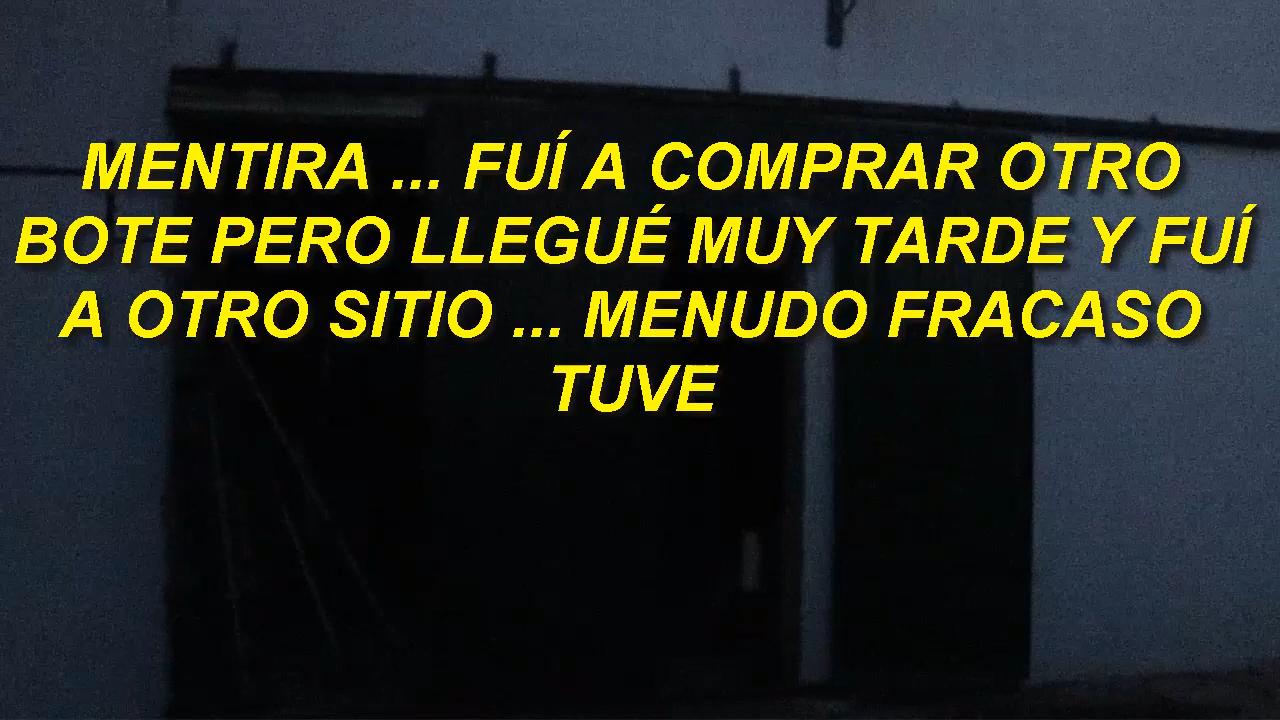 MENTIRA ... FUÍ A COMPRAR OTRO
BOTE PERO LLEGUÉ MUY TARDE Y FUÍ
A OTRO SITIO ... MENUDO FRACASO
TUVE